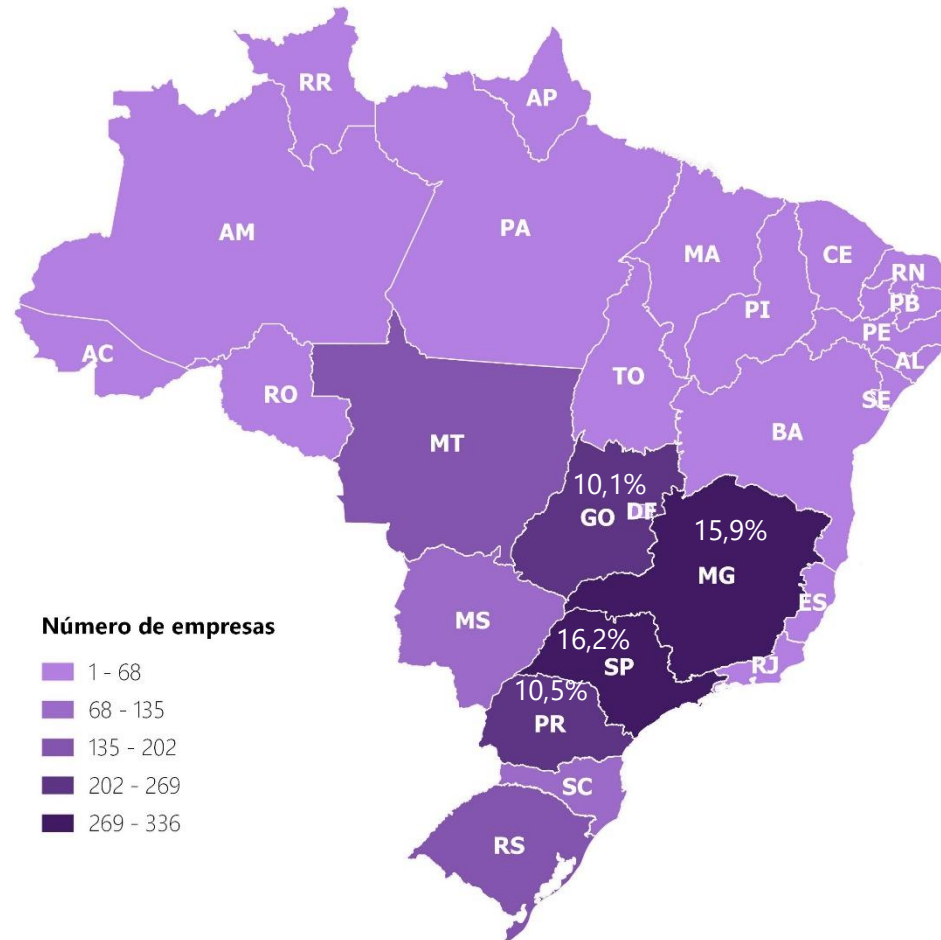 RR
AP
AM
PA
MA
CE
RN
PB
PI
PE
AC
AL
TO
RO
SE
BA
MT
10,1%
DF
GO
15,9%
MG
ES
MS
16,2%
RJ
SP
10,5%
PR
SC
RS
Número de empresas
1 - 68
68 - 135
135 - 202
202 - 269
269 - 336